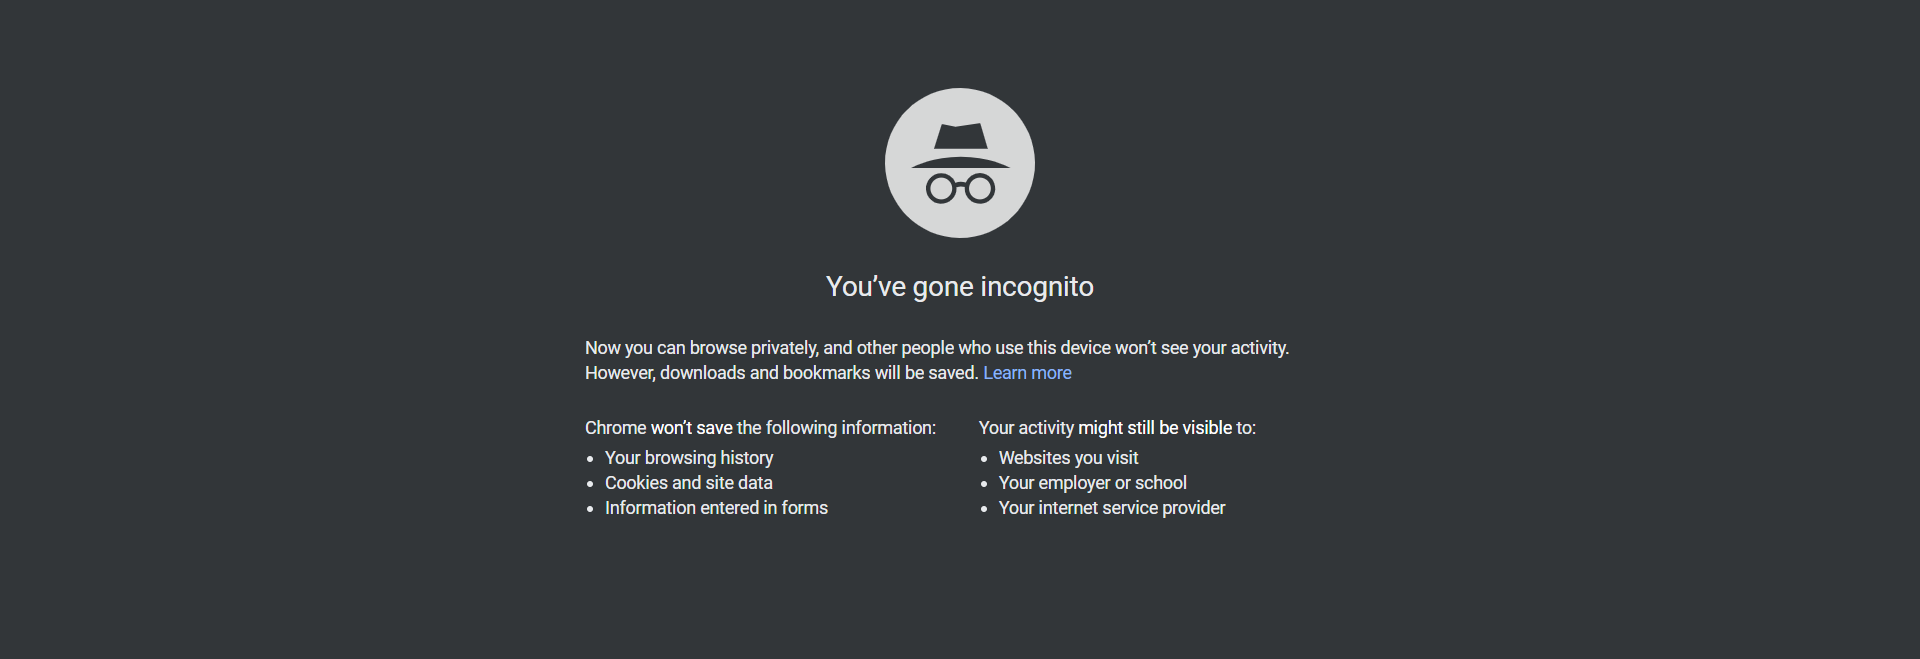 You’ve gone incognito
Now you can browse privately, and other people who use this device won’t see your activity.
However, downloads and bookmarks will be saved. Learn more
Chrome won’t save the following information:
Your browsing history
Cookies and site data
Information entered in forms
Your activity might still be visible to:
Websites you visit
Your employer or school
Your internet service provider